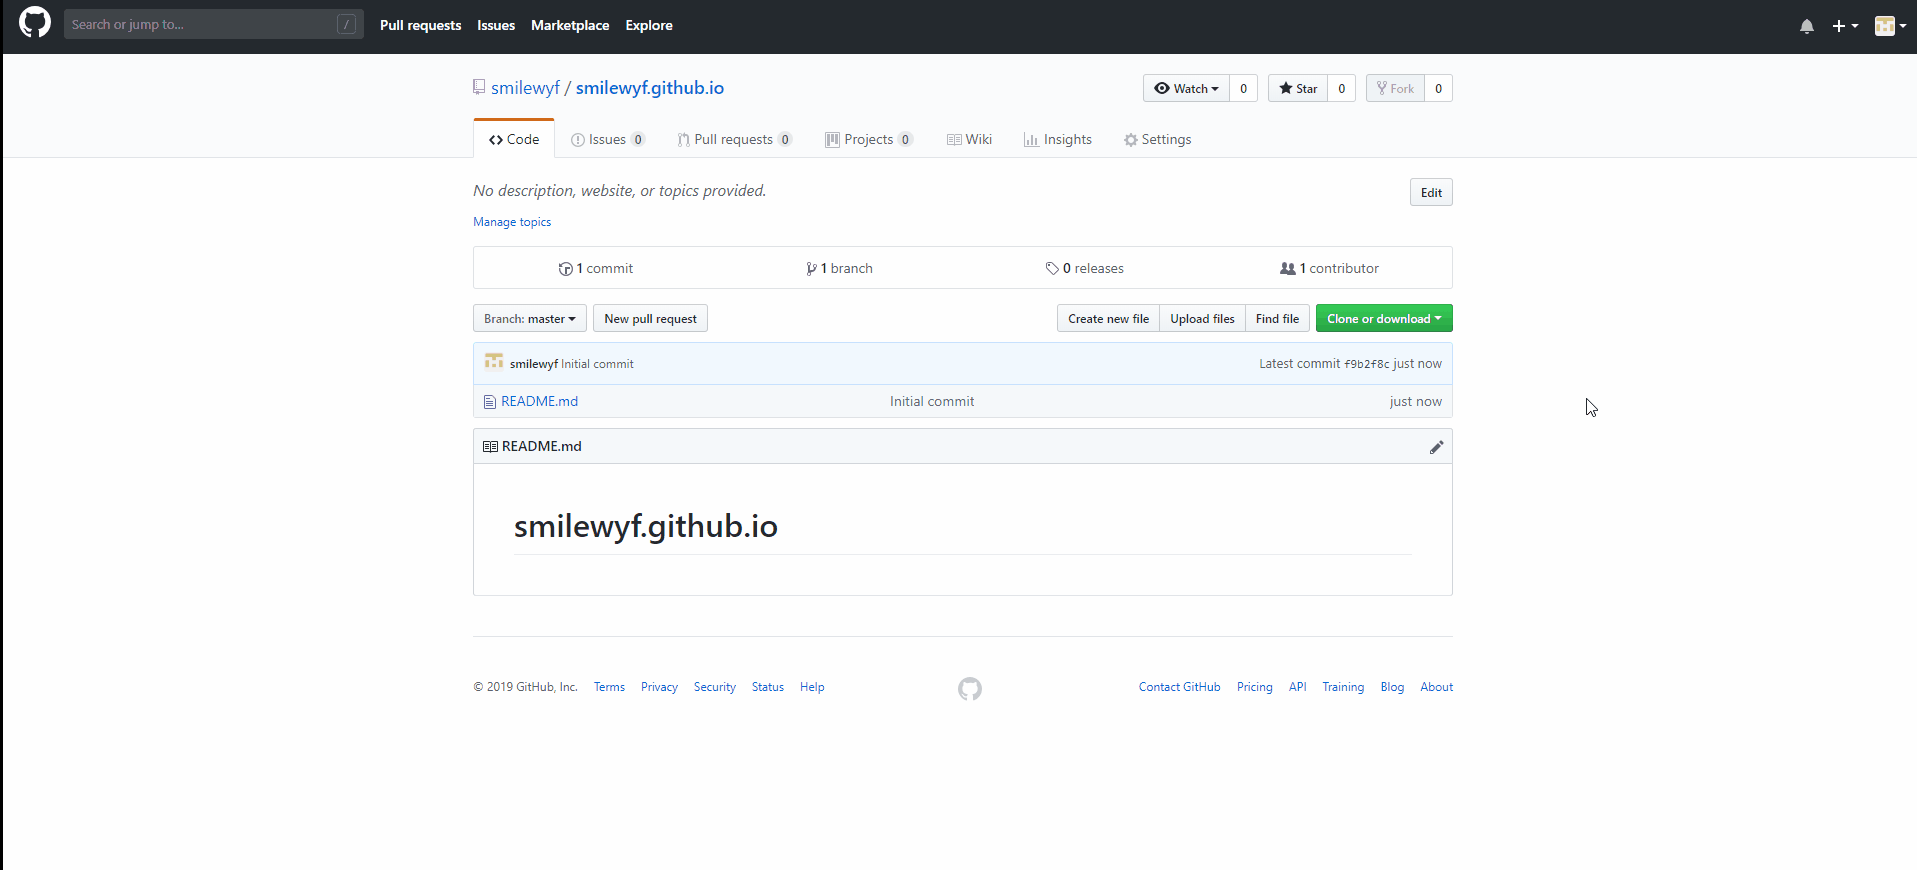 Search or jump to... /
Pull requests Issues Marketplace Explore
smilewyf / smilewyf.github.io
Watch 0 Star 0 Fork 0
Code Issues 0 Pull requests 0 Projects 0 Wiki Insights Settings
No description, website, or topics provided.
Edit
Manage topics
1 commit 1 branch 0 releases 1 contributor
Branch: master New pull request Create new file Upload files Find file Clone or download
smilewyf Initial commit Latest commit f9b2f8c just now
README.md Initial commit just now
README.md
smilewyf.github.io
© 2019 GitHub, Inc. Terms Privacy Security Status Help Contact GitHub Pricing API Training Blog About